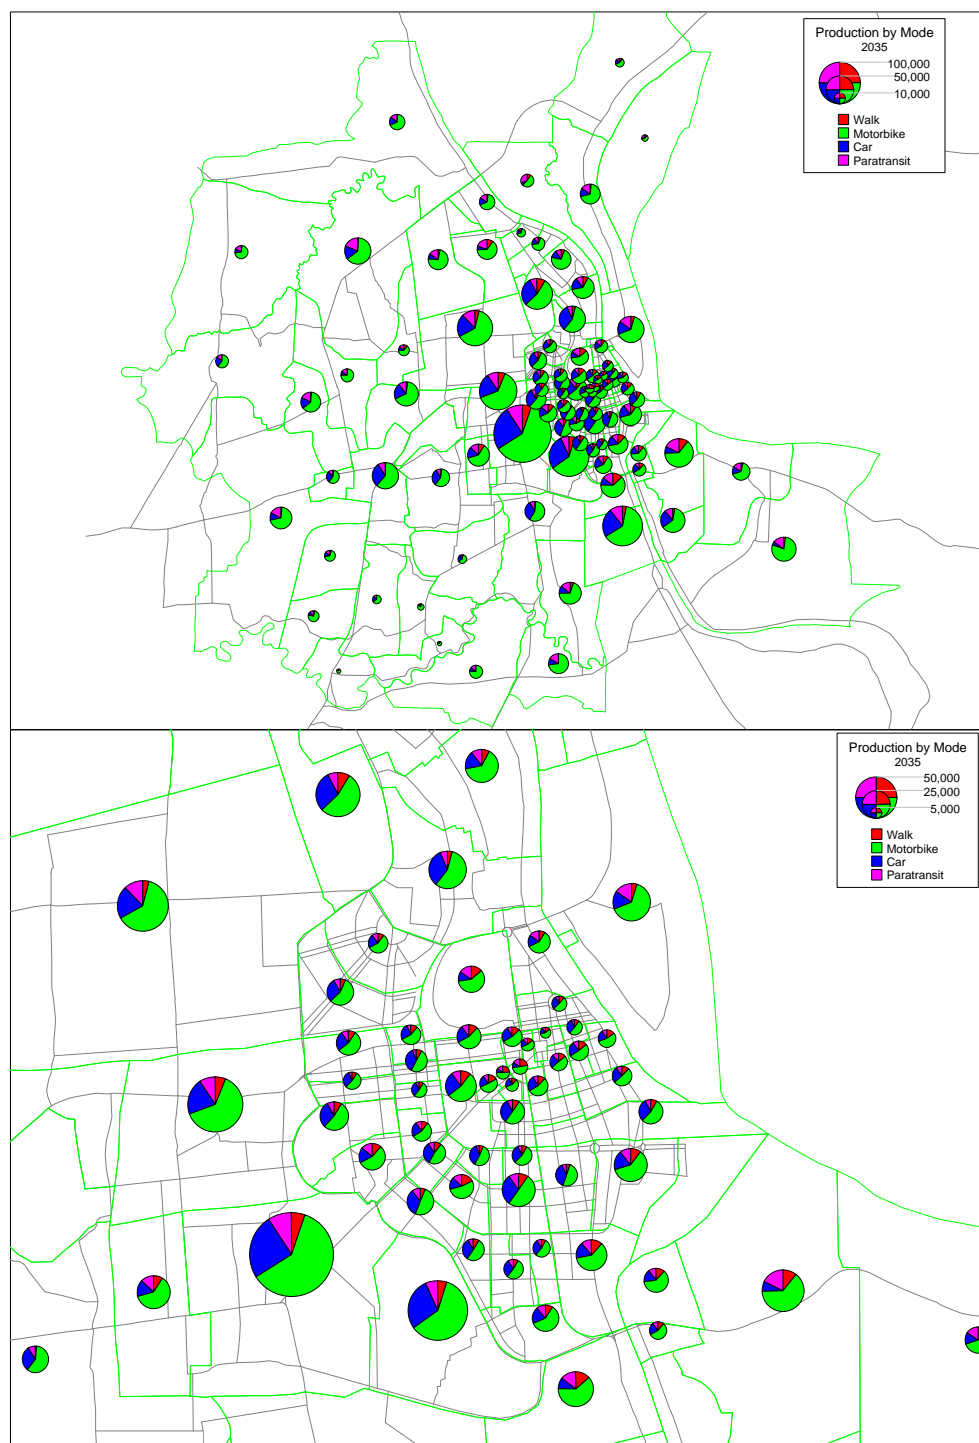 Production by Mode
2035
100,000
50,000
10,000
Walk
Motorbike
Car
Paratransit
Production by Mode
2035
50,000
25,000
5,000
Walk
Motorbike
Car
Paratransit